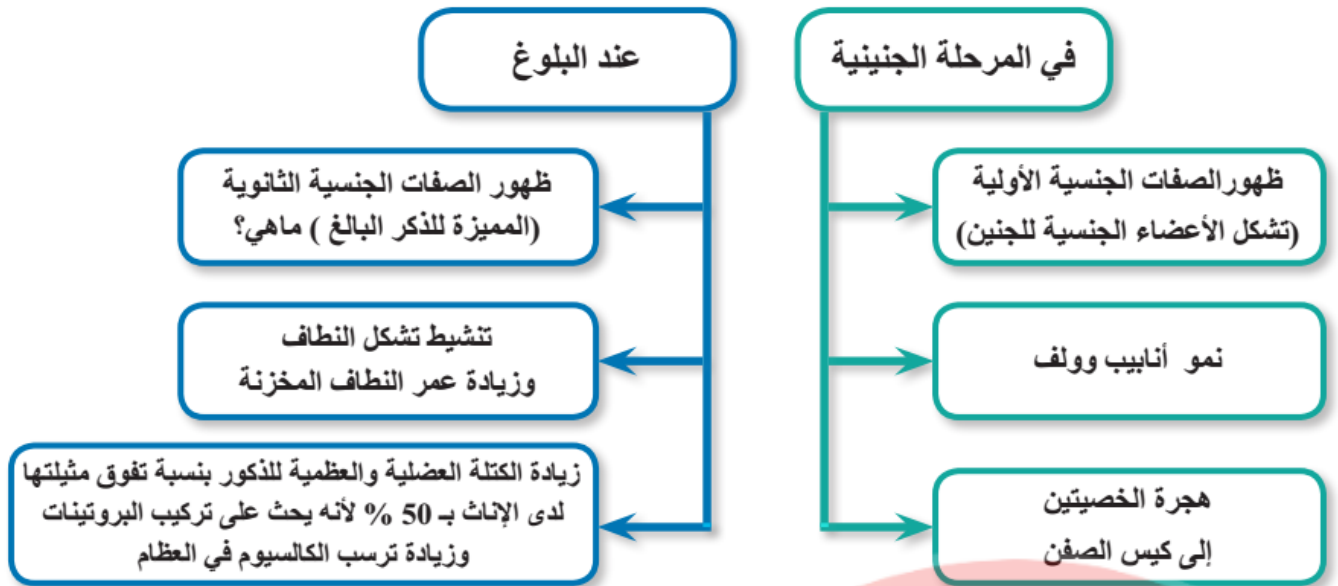 في المرحلة الجنينية
ظهورالصفات الجنسية الأولية
(تشكل الأعضاء الجنسية للجنين)
نمو أنابيب وولف
هجرة الخصيتين
إلى كيس الصفن
عند البلوغ
ظهور الصفات الجنسية الثانوية
(المميزة للذكر البالغ ) ماهي؟
تنشيط تشكل النطاف
وزيادة عمر النطاف المخزنة
زيادة الكتلة العضلية والعظمية للذكور بنسبة تفوق مثيلتها
لدى الإناث بـ 50 % لأنه يحث على تركيب البروتينات
وزيادة ترسب الكالسيوم في العظام